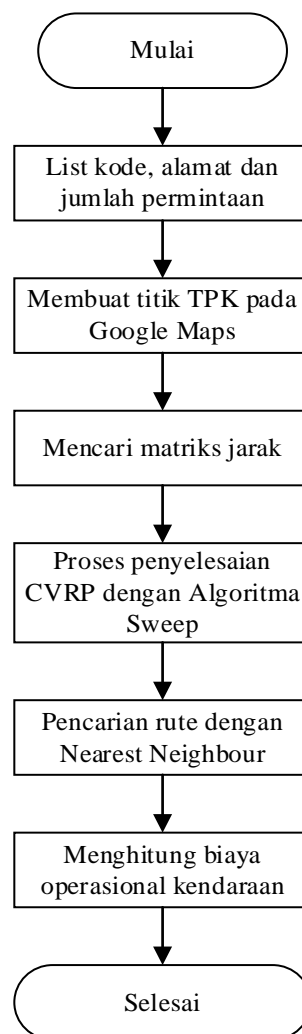 Mulai
List kode, alamat dan
jumlah permintaan
Membuat titik TPK pada
Google Maps
Mencari matriks jarak
Proses penyelesaian
CVRP dengan Algoritma
Sweep
Pencarian rute dengan
Nearest Neighbour
Menghitung biaya
operasional kendaraan
Selesai